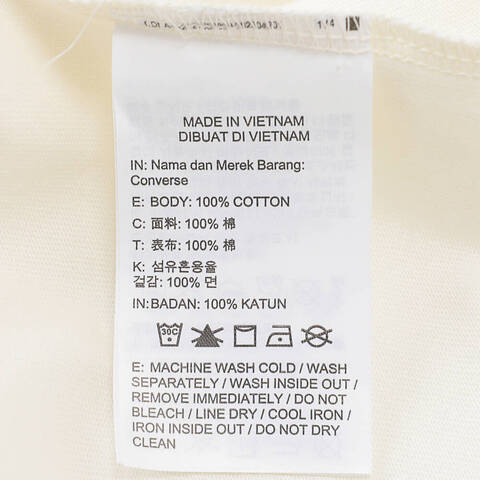 MADE IN VIETNAM
DIBUAT DI VIETNAM
IN: Nama dan Merek Barang:
Converse
E: BODY: 100% COTTON
C: 面料: 100% 棉
T: 表布: 100% 棉
K: 섬유혼용율
겉감: 100% 면
IN:BADAN: 100% KATUN
30C
E: MACHINE WASH COLD / WASH
SEPARATELY / WASH INSIDE OUT /
REMOVE IMMEDIATELY / DO NOT
BLEACH / LINE DRY / COOL IRON /
IRON INSIDE OUT / DO NOT DRY
CLEAN